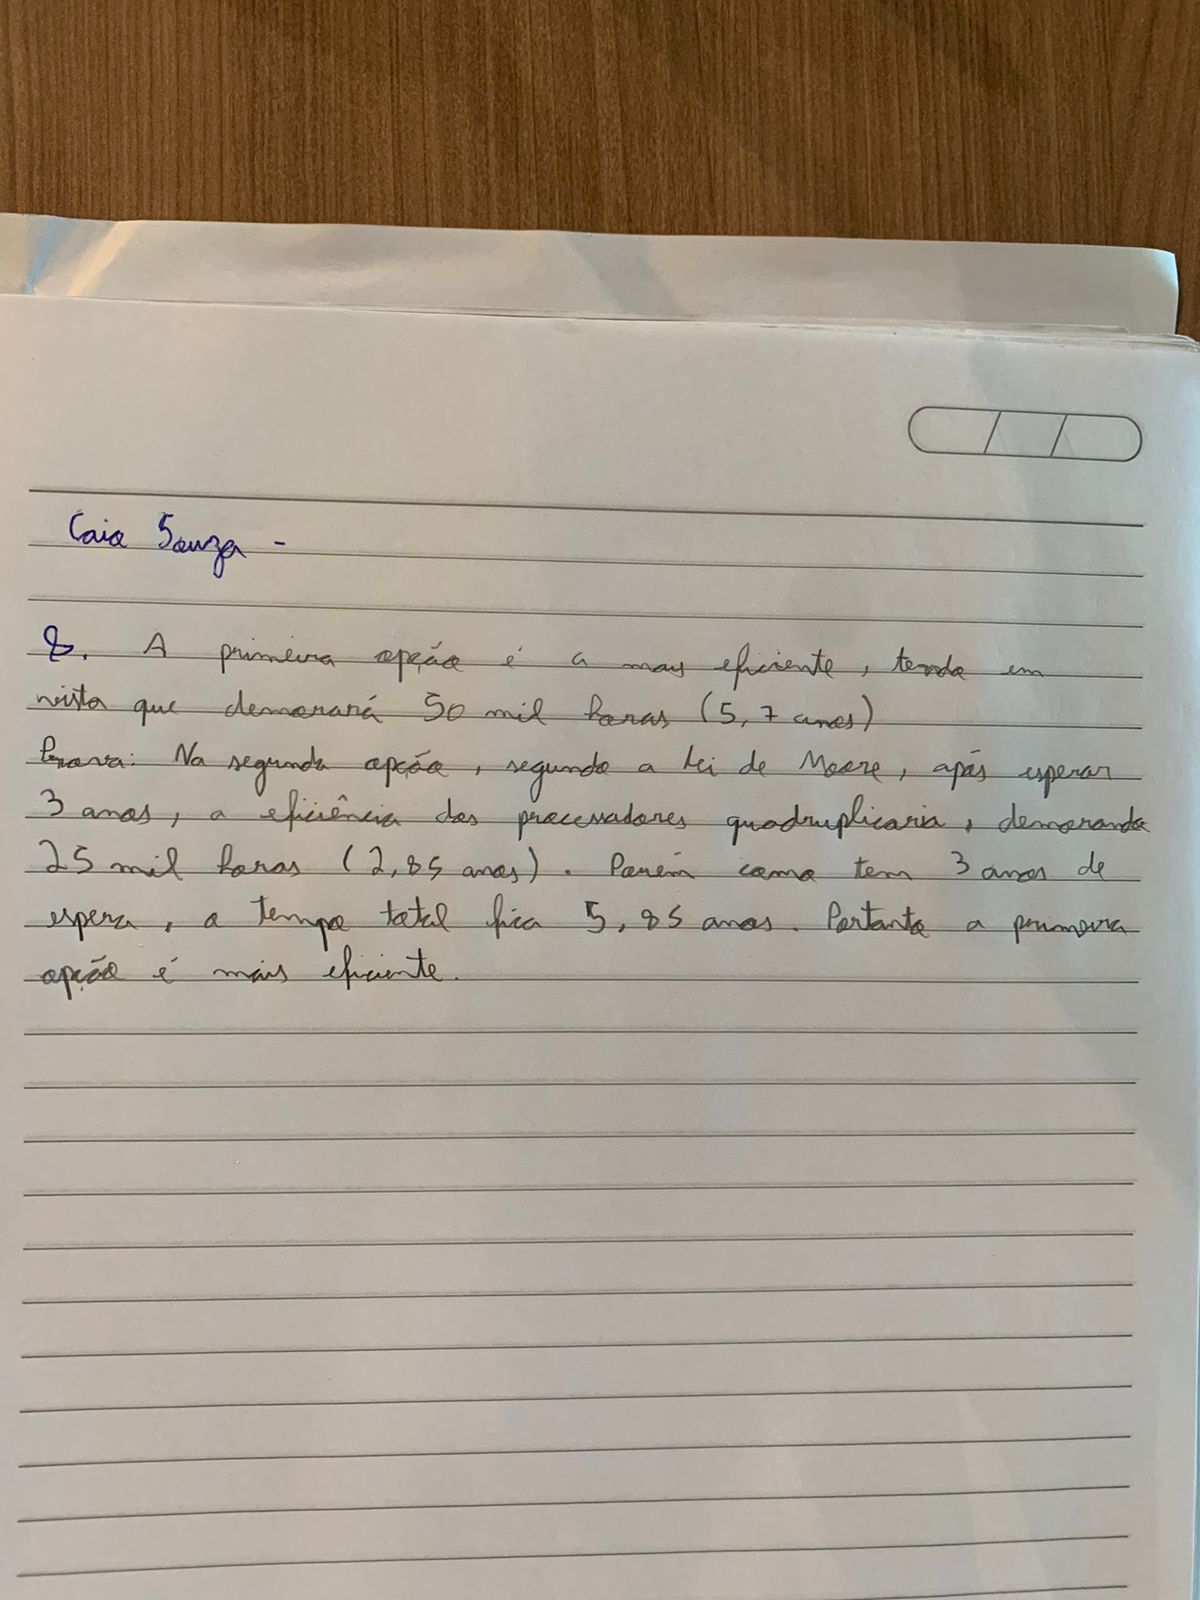 Caio Souza -
8. A primeira opção é a mais eficiente, tendo em
vista que demorará 50 mil horas (5,7 anos)
Prova: Na segunda opção, segundo a Lei de Moore, após esperar
3 anos, a eficiência dos processadores quadruplicaria, demorando
25 mil horas (2,85 anos). Porém como tem 3 anos de
espera, o tempo total fica 5,85 anos. Portanto a primeira
opção é mais eficiente.